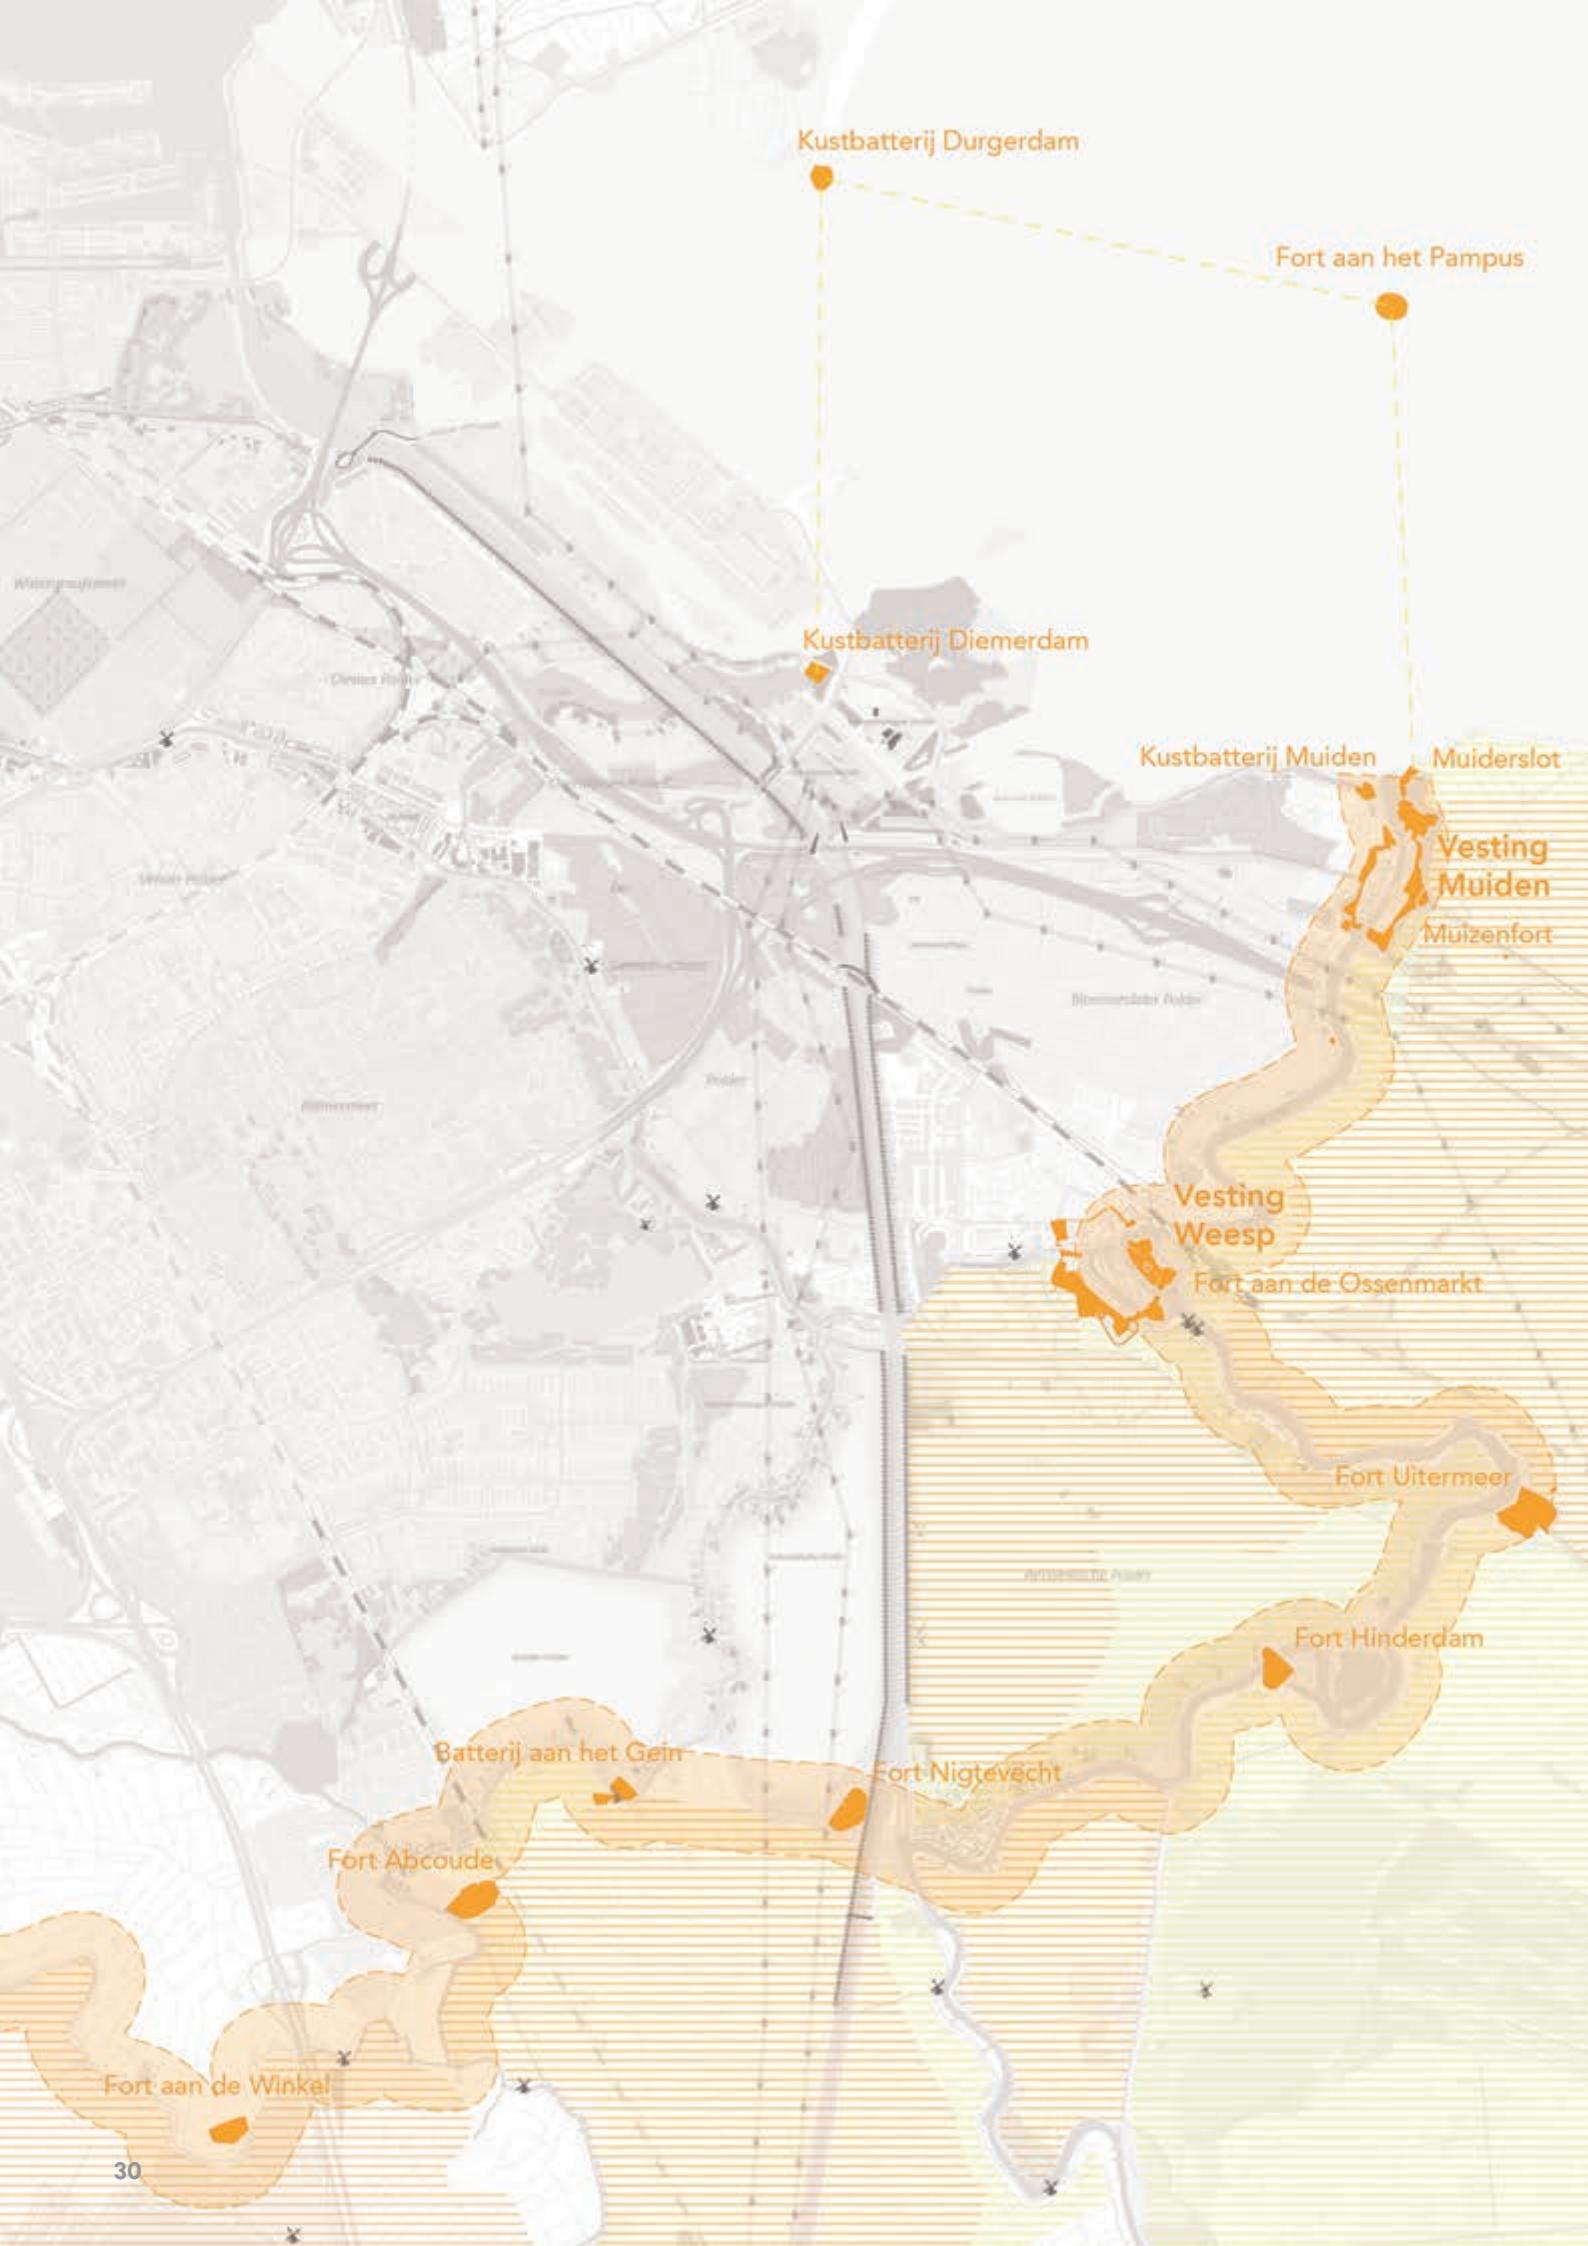 Kustbatterij Durgerdam
Fort aan het Pampus
Kustbatterij Diemerdam
Kustbatterij Muiden
Muiderslot
Vesting
Muiden
Muizenfort
Polder
Vesting
Weesp
Fort aan de Ossenmarkt
Fort Uitermeer
Fort Hinderdam
Batterij aan het Gein
Fort Nigtevecht
Fort Abcoude
Fort aan de Winkel
30